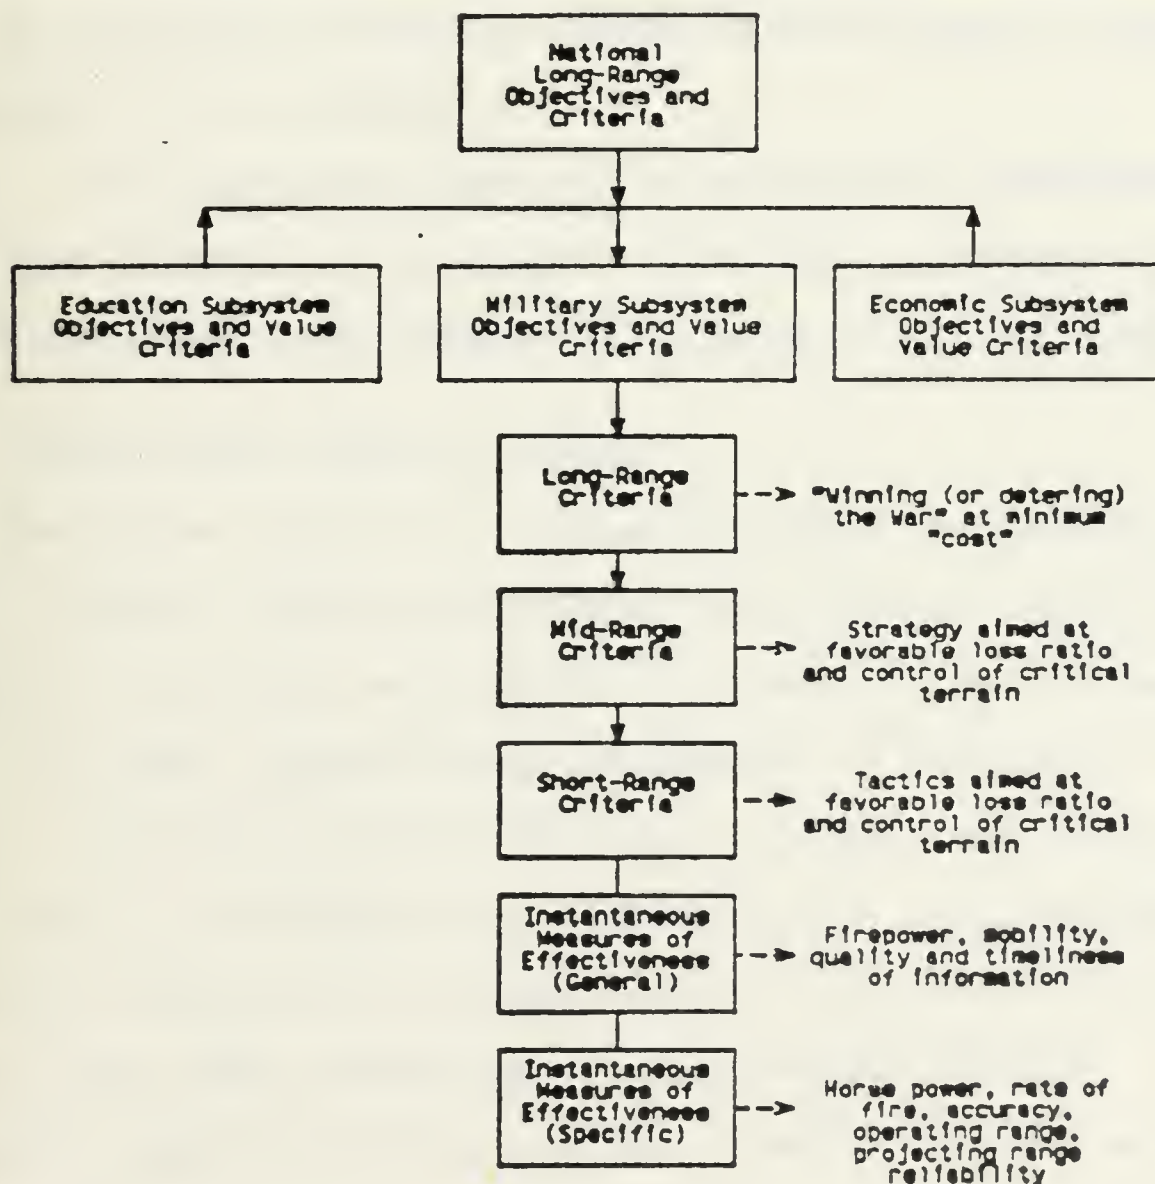 National
Long-Range
Objectives and
Criteria
Education Subsystem
Objectives and Value
Criteria
Military Subsystem
Objectives and Value
Criteria
Economic Subsystem
Objectives and
Value Criteria
Long-Range
Criteria
"Winning (or detering)
the War" at minimum
"cost"
Mid-Range
Criteria
Strategy aimed at
favorable loss ratio
and control of critical
terrain
Short-Range
Criteria
Tactics aimed at
favorable loss ratio
and control of critical
terrain
Instantaneous
Measures of
Effectiveness
(General)
Firepower, mobility,
quality and timeliness
of information
Instantaneous
Measures of
Effectiveness
(Specific)
Horse power, rate of
fire, accuracy,
operating range,
projecting range
reliability